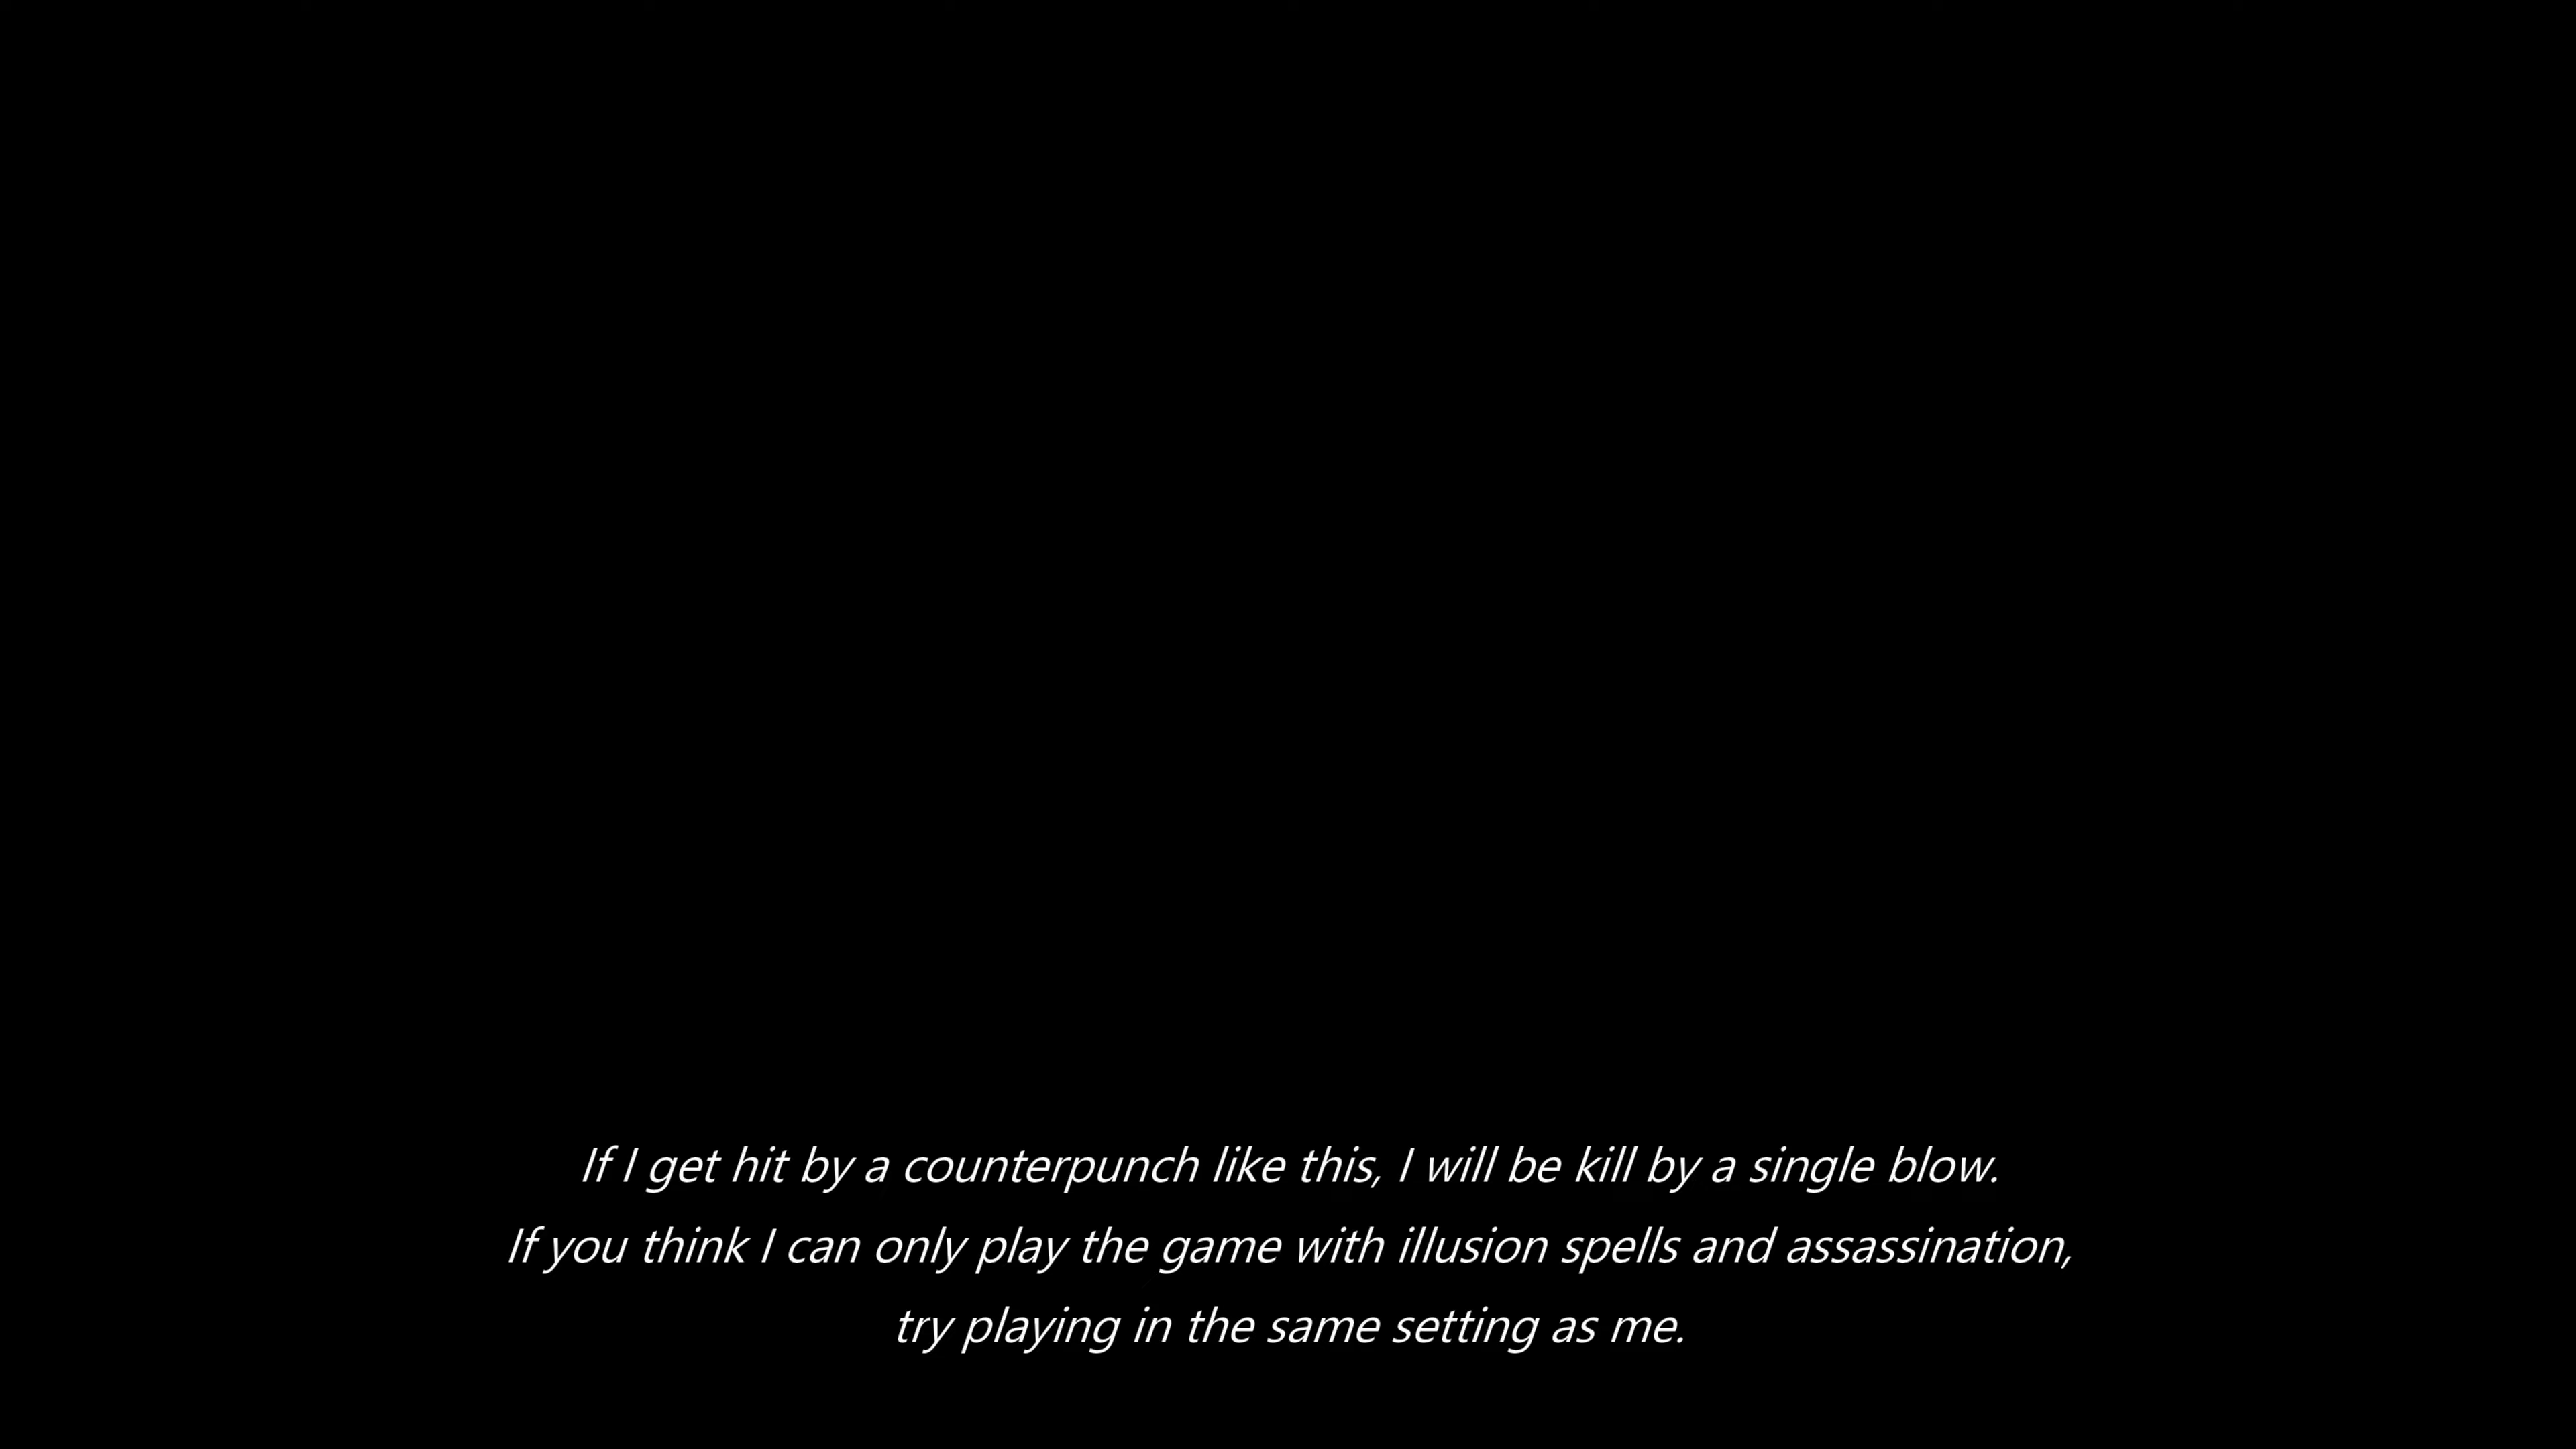 If I get hit by a counterpunch like this, I will be kill by a single blow.
If you think I can only play the game with illusion spells and assassination,
try playing in the same setting as me.